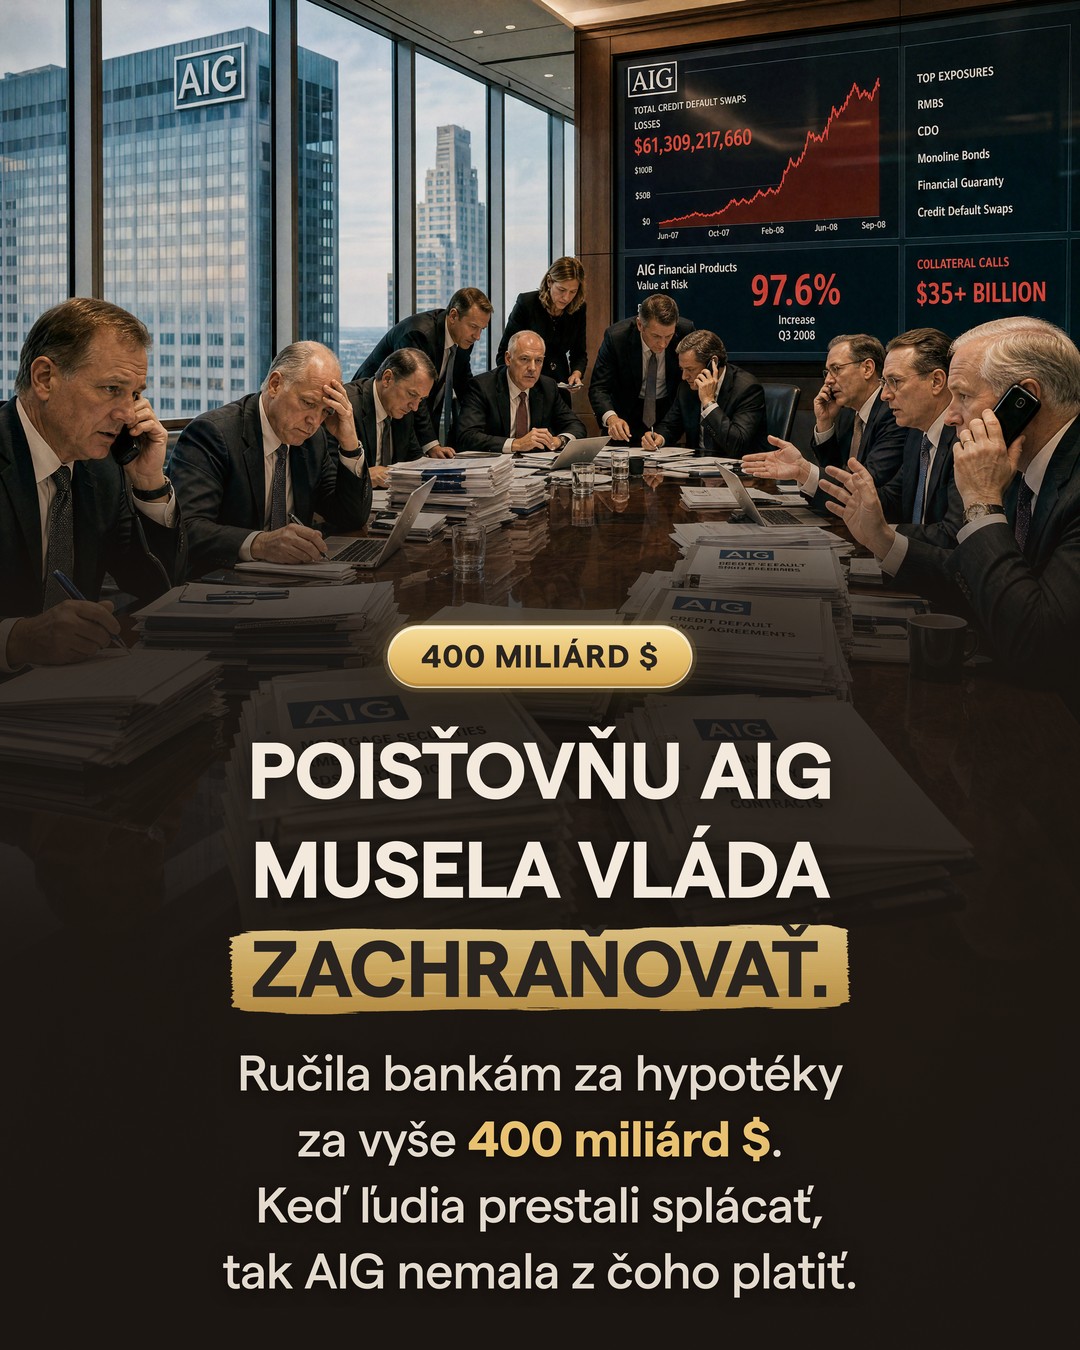 AIG
AIG
TOTAL CREDIT DEFAULT SWAPS
LOSSES
$61,309,217,660
$100B
$50B
$0
Jun-07 Oct-07 Feb-08 Jun-08 Sep-08
TOP EXPOSURES
RMBS
CDO
Monoline Bonds
Financial Guaranty
Credit Default Swaps
AIG Financial Products
Value at Risk
97.6%
Increase
Q3 2008
COLLATERAL CALLS
$35+ BILLION
AIG
AIG
CREDIT DEFAULT
SWAP AGREEMENTS
400 MILIÁRD $
AIG
MORTGAGE SECURITIES
AIG
CONTRACTS
POISŤOVŇU AIG
MUSELA VLÁDA
ZACHRAŇOVAŤ.
Ručila bankám za hypotéky
za vyše 400 miliárd $.
Keď ľudia prestali splácať,
tak AIG nemala z čoho platiť.